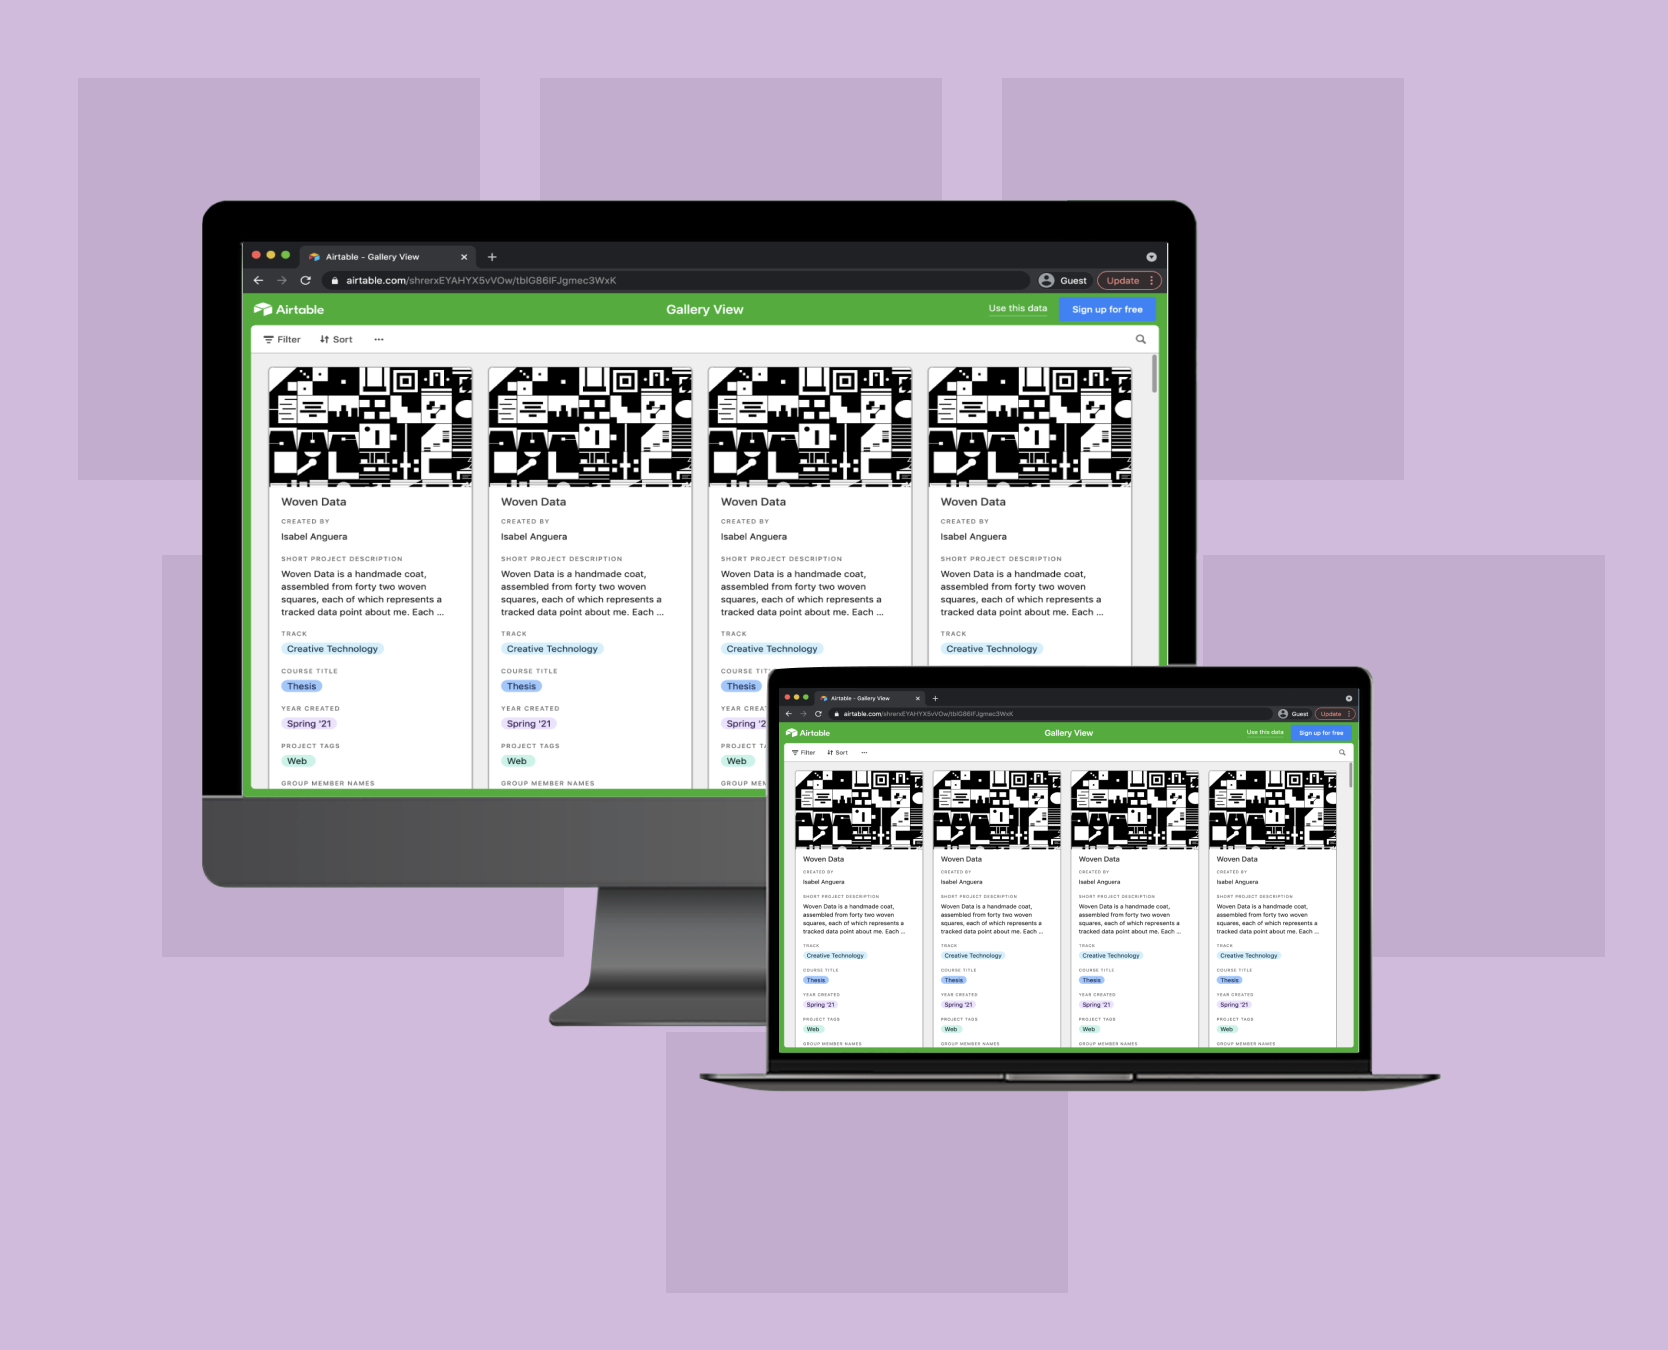 Airtable - Gallery View
airtable.com/shrerxEYAHYX5vVOw/tblG86IFJgmec3WxK Guest Update
Airtable Gallery View Use this data Sign up for free
Filter Sort
Woven Data Woven Data Woven Data Woven Data
CREATED BY CREATED BY CREATED BY CREATED BY
Isabel Anguera Isabel Anguera Isabel Anguera Isabel Anguera
SHORT PROJECT DESCRIPTION SHORT PROJECT DESCRIPTION SHORT PROJECT DESCRIPTION SHORT PROJECT DESCRIPTION
Woven Data is a handmade coat, Woven Data is a handmade coat, Woven Data is a handmade coat, Woven Data is a handmade coat,
assembled from forty two woven assembled from forty two woven assembled from forty two woven assembled from forty two woven
squares, each of which represents a squares, each of which represents a squares, each of which represents a squares, each of which represents a
tracked data point about me. Each ... tracked data point about me. Each ... tracked data point about me. Each ... tracked data point about me. Each ...
TRACK TRACK TRACK TRACK
Creative Technology Creative Technology Creative Technology Creative Technology
COURSE TITLE COURSE TITLE COURSE TIT
Thesis Thesis Thesis
YEAR CREATED YEAR CREATED YEAR CREA
Spring '21 Spring '21 Spring '2
PROJECT TAGS PROJECT TAGS PROJECT TA
Web Web Web
GROUP MEMBER NAMES GROUP MEMBER NAMES GROUP MEM
Airtable - Gallery View
airtable.com/shrerxEYAHYX5vVOw/tblG86IFJgmec3WxK Guest Update
Airtable Gallery View Use this data Sign up for free
Filter Sort
Woven Data Woven Data Woven Data Woven Data
CREATED BY CREATED BY CREATED BY CREATED BY
Isabel Anguera Isabel Anguera Isabel Anguera Isabel Anguera
SHORT PROJECT DESCRIPTION SHORT PROJECT DESCRIPTION SHORT PROJECT DESCRIPTION SHORT PROJECT DESCRIPTION
Woven Data is a handmade coat, Woven Data is a handmade coat, Woven Data is a handmade coat, Woven Data is a handmade coat,
assembled from forty two woven assembled from forty two woven assembled from forty two woven assembled from forty two woven
squares, each of which represents a squares, each of which represents a squares, each of which represents a squares, each of which represents a
tracked data point about me. Each ... tracked data point about me. Each ... tracked data point about me. Each ... tracked data point about me. Each ...
TRACK TRACK TRACK TRACK
Creative Technology Creative Technology Creative Technology Creative Technology
COURSE TITLE COURSE TITLE COURSE TITLE COURSE TITLE
Thesis Thesis Thesis Thesis
YEAR CREATED YEAR CREATED YEAR CREATED YEAR CREATED
Spring '21 Spring '21 Spring '21 Spring '21
PROJECT TAGS PROJECT TAGS PROJECT TAGS PROJECT TAGS
Web Web Web Web
GROUP MEMBER NAMES GROUP MEMBER NAMES GROUP MEMBER NAMES GROUP MEMBER NAMES